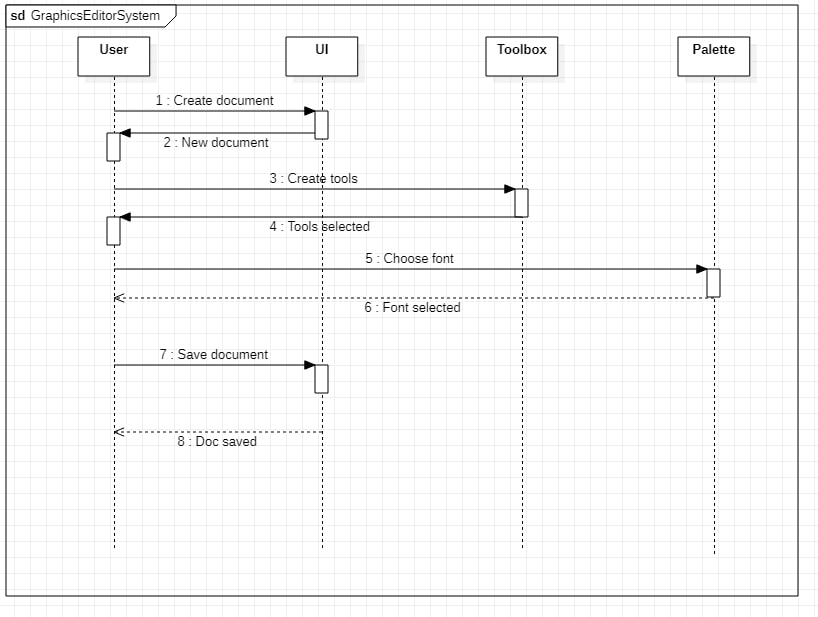 sd GraphicsEditorSystem
User
UI
Toolbox
Palette
1 : Create document
2 : New document
3 : Create tools
4 : Tools selected
5 : Choose font
6 : Font selected
7 : Save document
8 : Doc saved